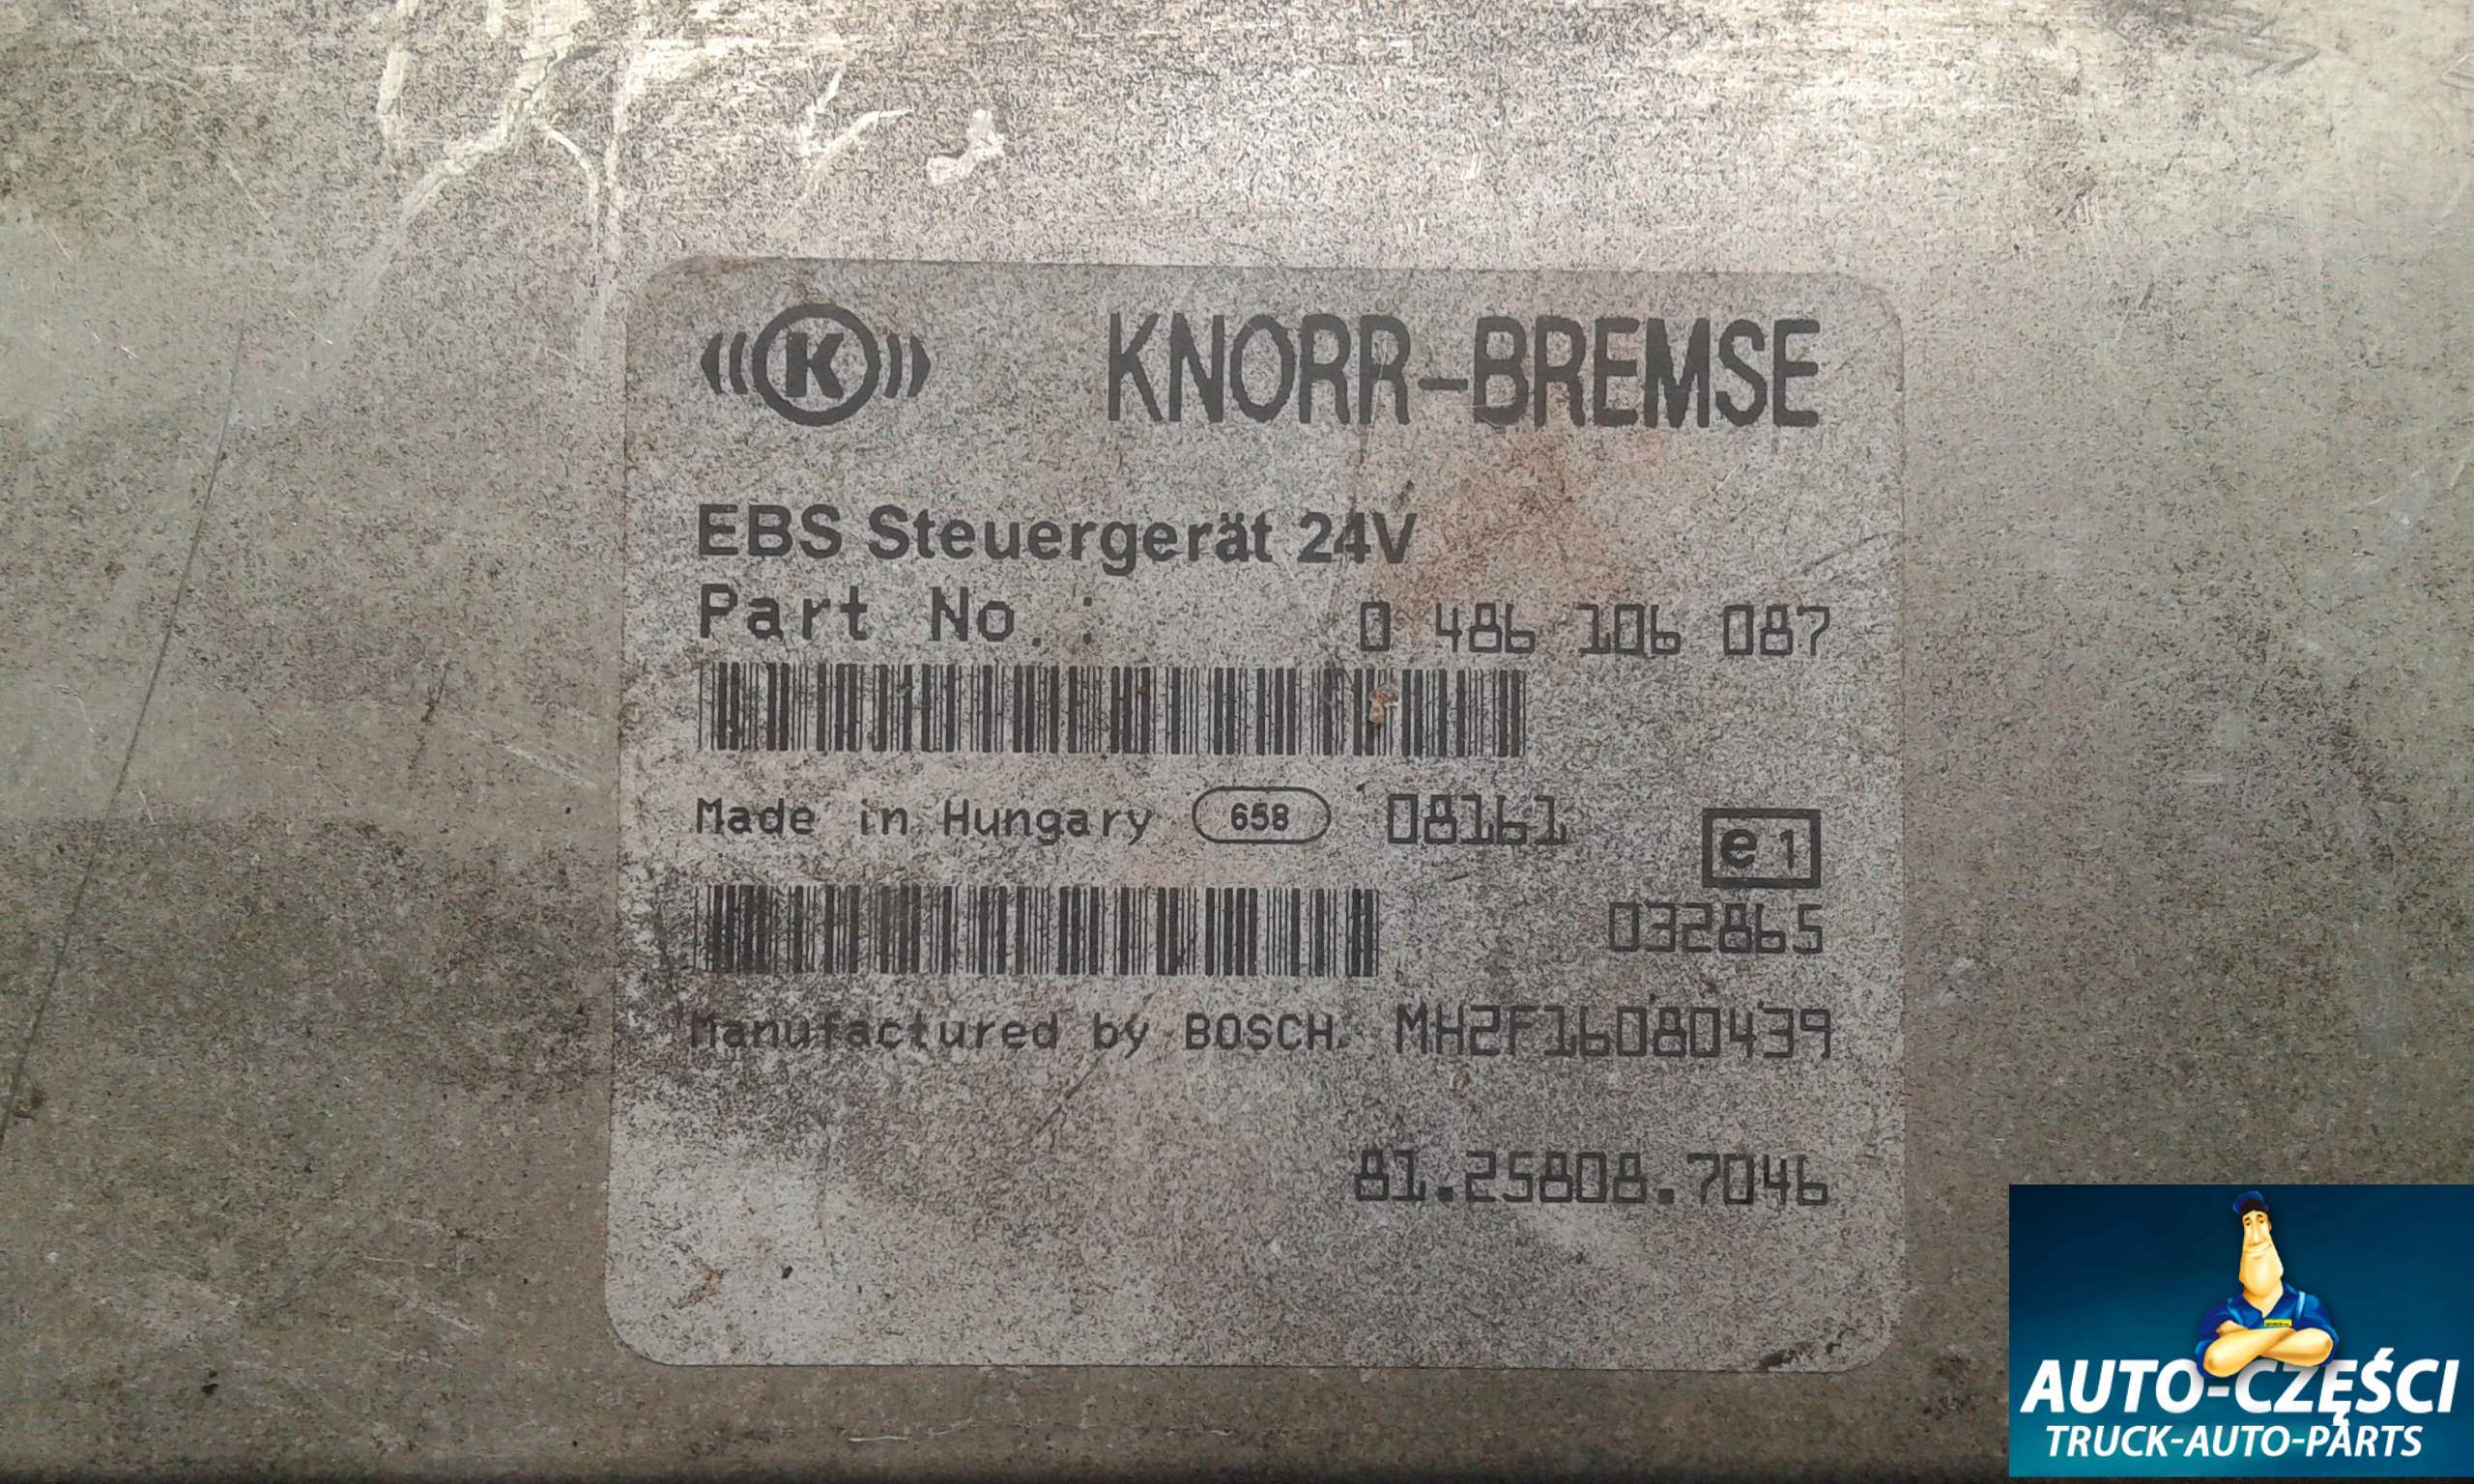 K KNORR-BREMSE
EBS Steuergerät 24V
Part No.: 0 486 106 087
Made in Hungary 658 08161
e1
032865
Manufactured by BOSCH. MH2F16080439
81.25808.7046
AUTO-CZĘŚCI
TRUCK-AUTO-PARTS